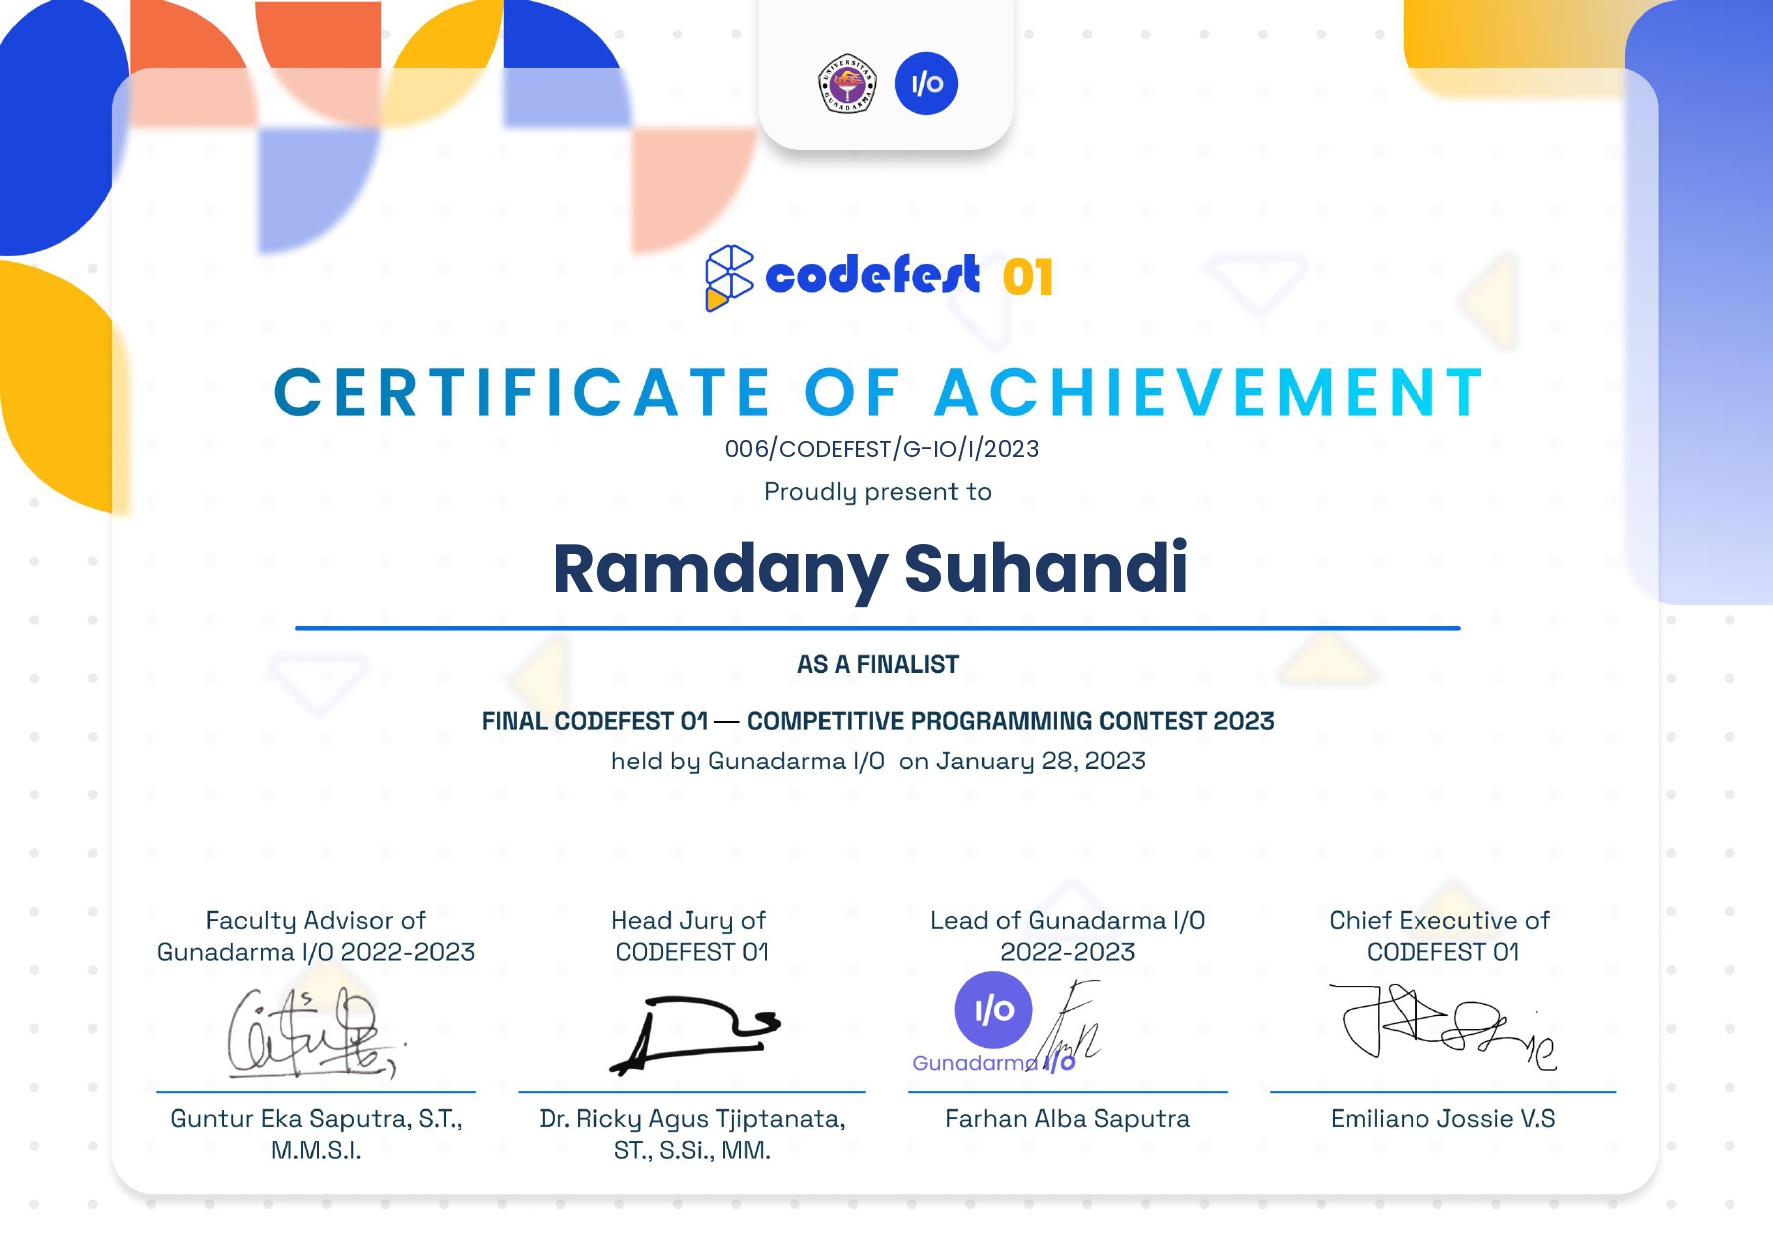 UNIVERSITAS
GUNADARMA
I/O
codefest 01
CERTIFICATE OF ACHIEVEMENT
006/CODEFEST/G-IO/I/2023
Proudly present to
Ramdany Suhandi
AS A FINALIST
FINAL CODEFEST 01 — COMPETITIVE PROGRAMMING CONTEST 2023
held by Gunadarma I/O on January 28, 2023
Faculty Advisor of
Gunadarma I/O 2022-2023
Guntur Eka Saputra, S.T.,
M.M.S.I.
Head Jury of
CODEFEST 01
Dr. Ricky Agus Tjiptanata,
ST., S.Si., MM.
Lead of Gunadarma I/O
2022-2023
I/O
Gunadarma I/O
Farhan Alba Saputra
Chief Executive of
CODEFEST 01
Emiliano Jossie V.S